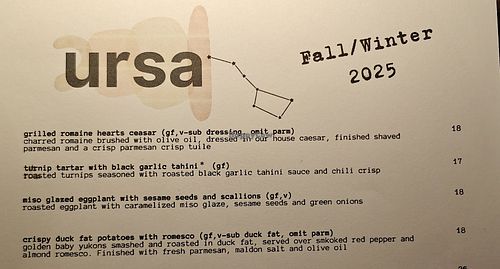 ursa
Fall/Winter
2025
grilled romaine hearts ceasar (gf,v-sub dressing, omit parm) 18
charred romaine brushed with olive oil, dressed in our house caesar, finished shaved
parmesan and a crisp parmesan crisp tuile
turnip tartar with black garlic tahini* (gf) 17
roasted turnips seasoned with roasted black garlic tahini sauce and chili crisp
miso glazed eggplant with sesame seeds and scallions (gf,v) 18
roasted eggplant with caramelized miso glaze, sesame seeds and green onions
crispy duck fat potatoes with romesco (gf,v-sub duck fat, omit parm) 18
golden baby yukons smashed and roasted in duck fat, served over smkoked red pepper and
almond romesco. Finished with fresh parmesan, maldon salt and olive oil